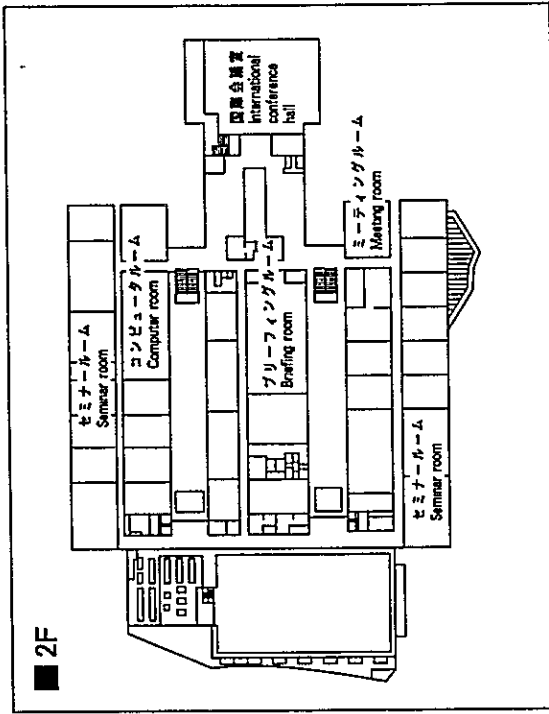 ■ 2F
国際会議室
International
conference
hall
セミナールーム
Seminar room
コンピュータルーム
Computer room
ブリーフィングルーム
Briefing room
ミーティングルーム
Meeting room
セミナールーム
Seminar room